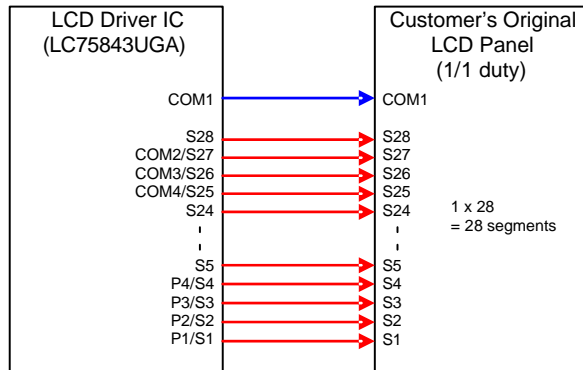 LCD Driver IC
(LC75843UGA)
Customer's Original
LCD Panel
(1/1 duty)
COM1
COM1
S28
S28
COM2/S27
S27
COM3/S26
S26
COM4/S25
S25
S24
S24
1 x 28
= 28 segments
S5
S5
P4/S4
S4
P3/S3
S3
P2/S2
S2
P1/S1
S1